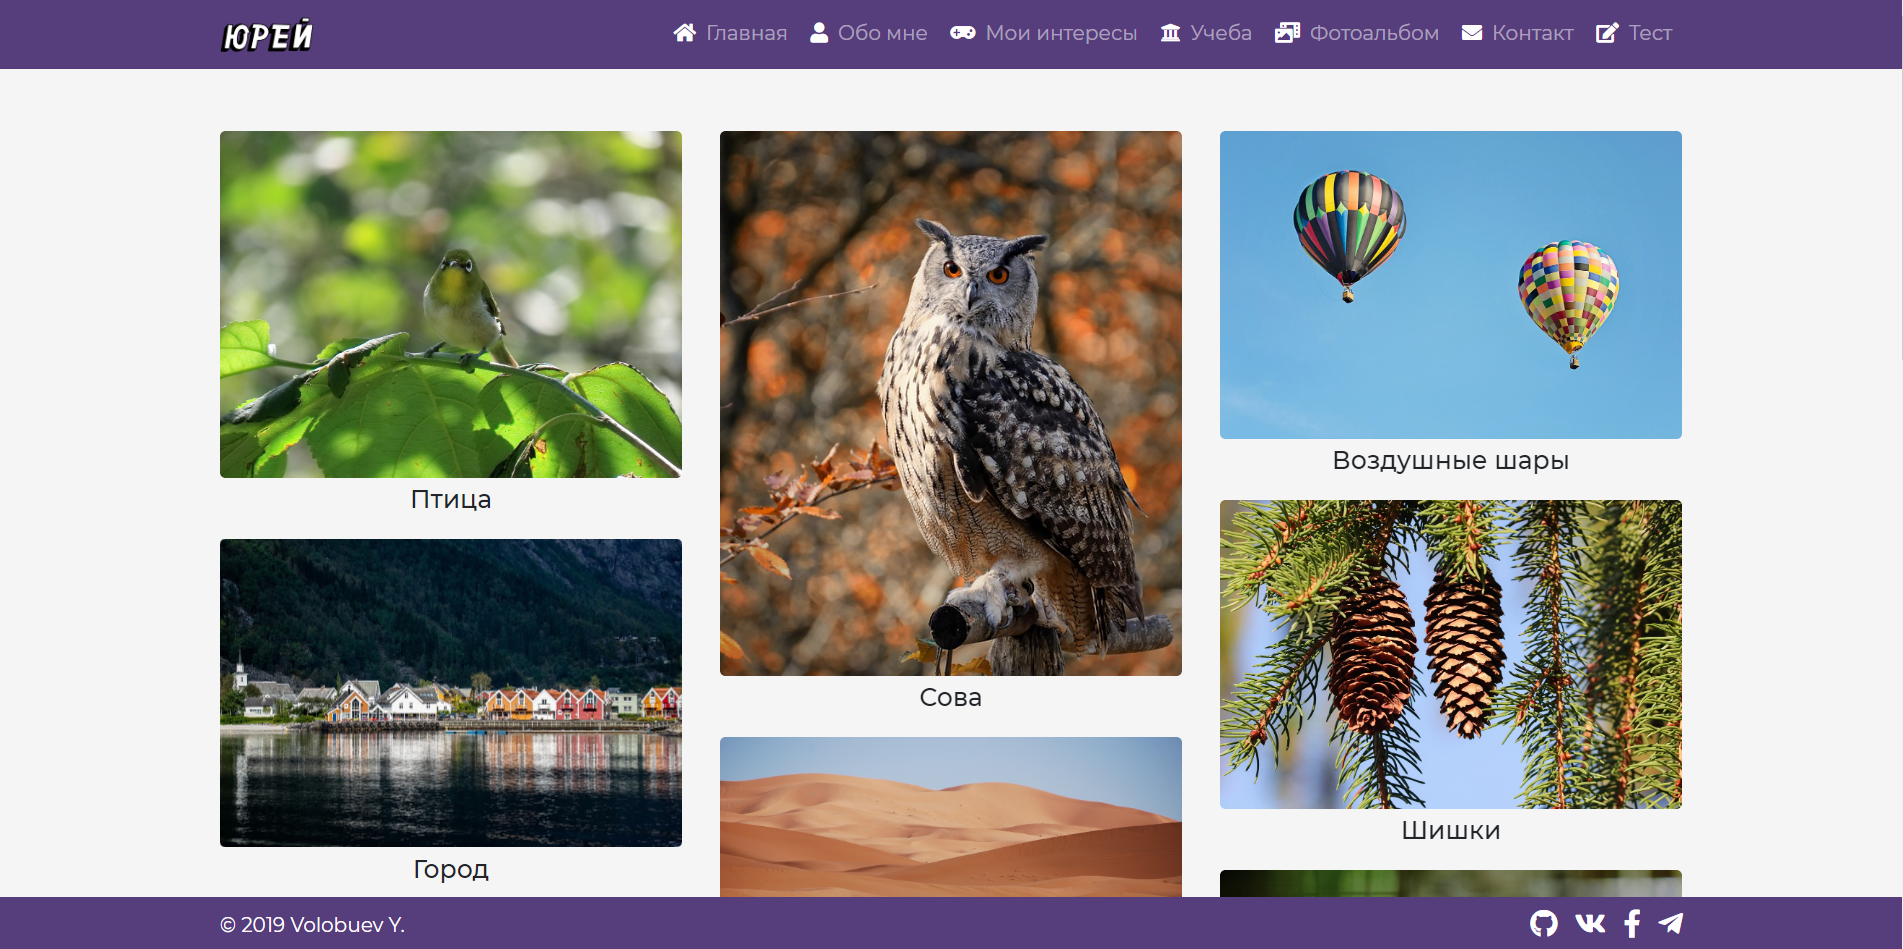 ЮРЕЙ
Главная Обо мне Мои интересы Учеба Фотоальбом Контакт Тест
Птица
Сова
Воздушные шары
Город
Шишки
© 2019 Volobuev Y.